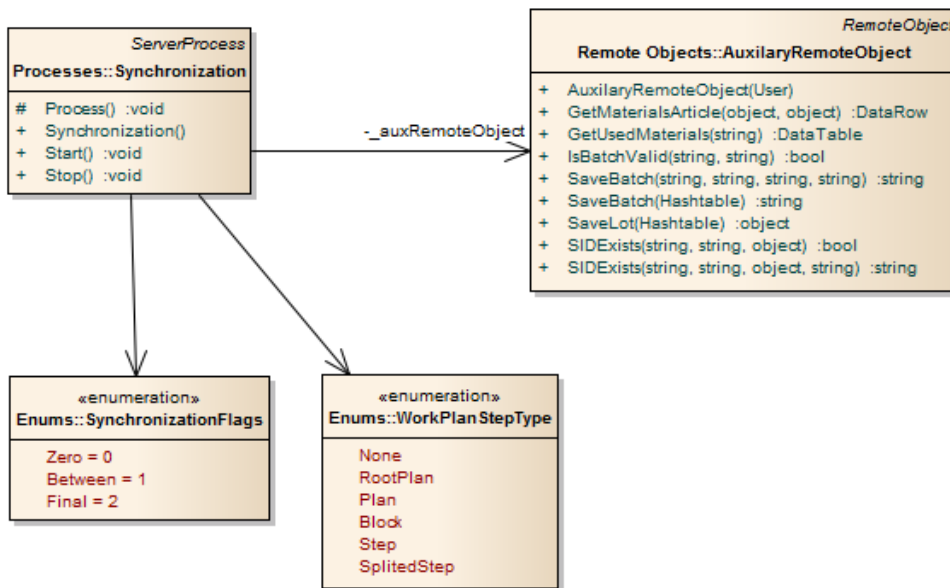 ServerProcess
Processes::Synchronization
# Process() :void
+ Synchronization()
+ Start() :void
+ Stop() :void
-_auxRemoteObject
RemoteObject
Remote Objects::AuxilaryRemoteObject
+ AuxilaryRemoteObject(User)
+ GetMaterialsArticle(object, object) :DataRow
+ GetUsedMaterials(string) :DataTable
+ IsBatchValid(string, string) :bool
+ SaveBatch(string, string, string, string) :string
+ SaveBatch(Hashtable) :string
+ SaveLot(Hashtable) :object
+ SIDExists(string, string, object) :bool
+ SIDExists(string, string, object, string) :string
«enumeration»
Enums::SynchronizationFlags
Zero = 0
Between = 1
Final = 2
«enumeration»
Enums::WorkPlanStepType
None
RootPlan
Plan
Block
Step
SplitedStep